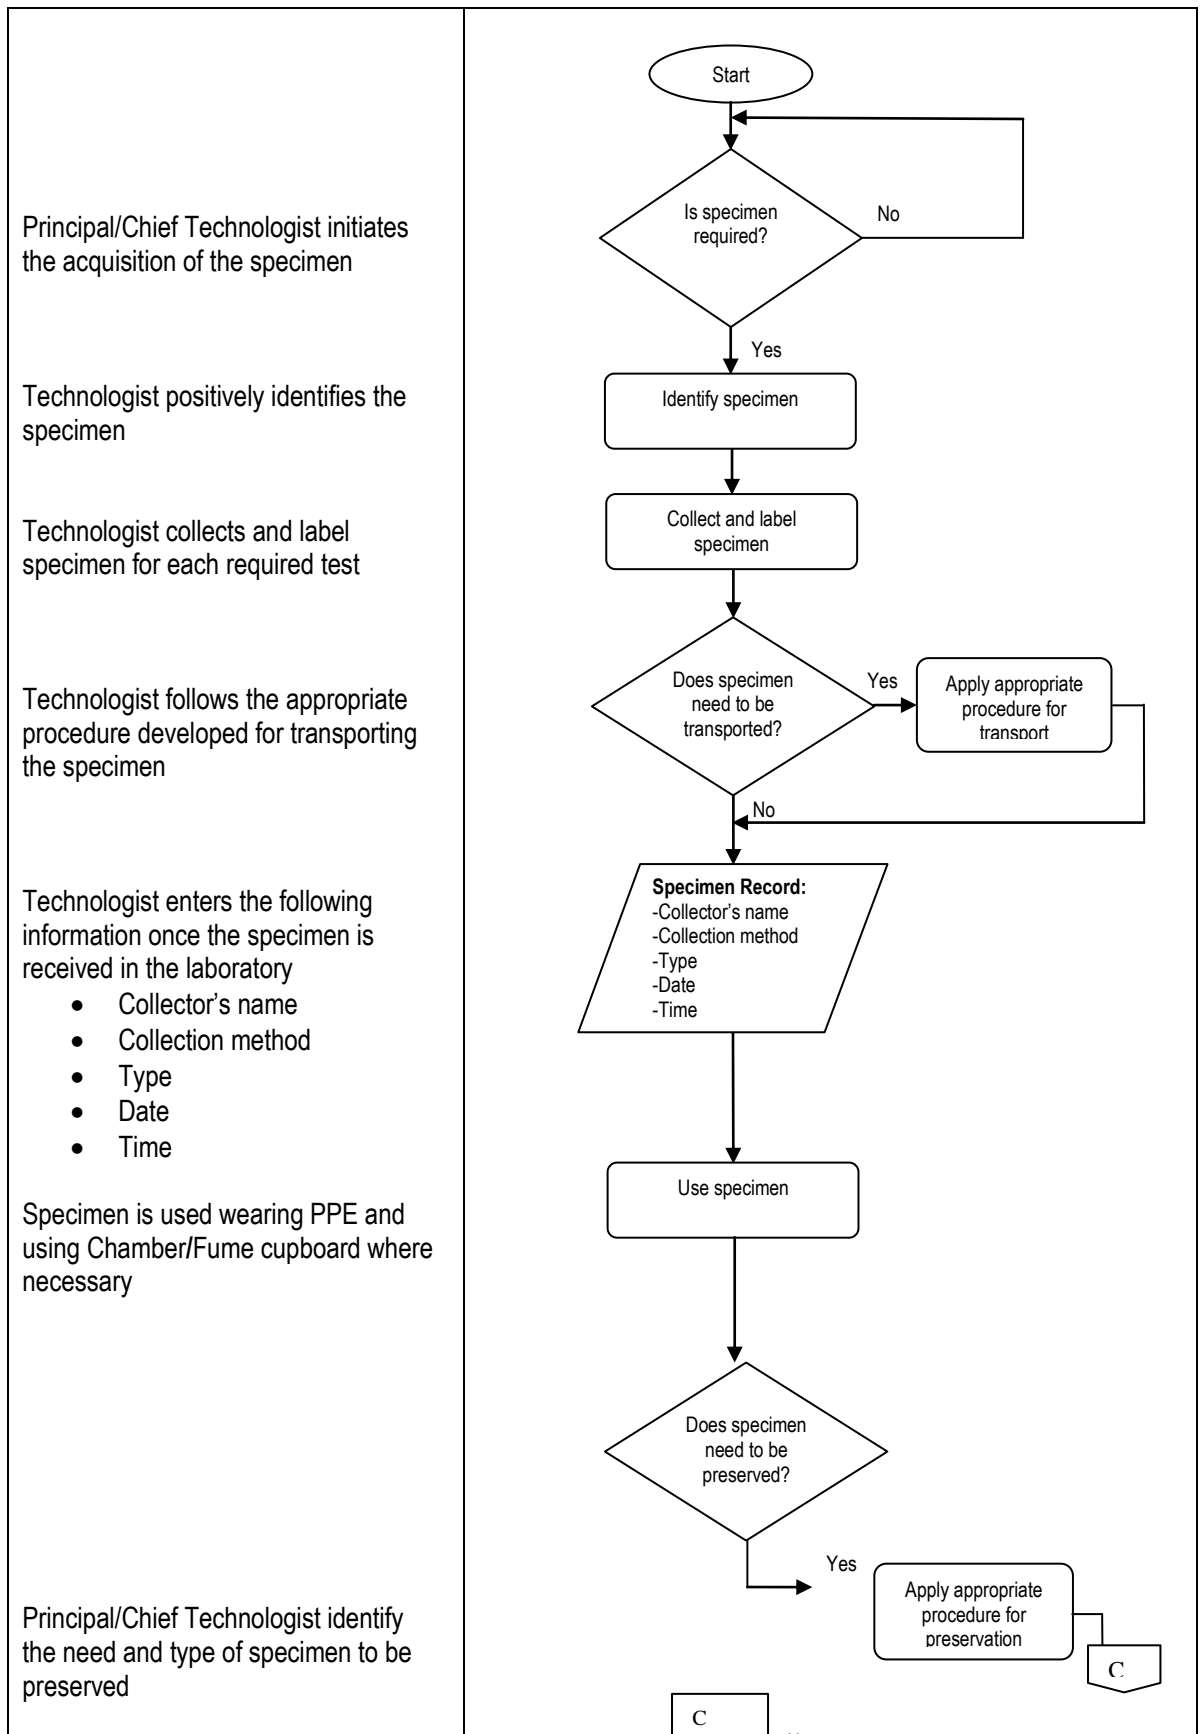 Start
Is specimen
required?
No
Yes
Principal/Chief Technologist initiates
the acquisition of the specimen
Technologist positively identifies the
specimen
Identify specimen
Technologist collects and label
specimen for each required test
Collect and label
specimen
Technologist follows the appropriate
procedure developed for transporting
the specimen
Does specimen
need to be
transported?
Yes
Apply appropriate
procedure for
transport
No
Technologist enters the following
information once the specimen is
received in the laboratory
• Collector’s name
• Collection method
• Type
• Date
• Time
Specimen Record:
-Collector’s name
-Collection method
-Type
-Date
-Time
Specimen is used wearing PPE and
using Chamber/Fume cupboard where
necessary
Use specimen
Does specimen
need to be
preserved?
Yes
Principal/Chief Technologist identify
the need and type of specimen to be
preserved
Apply appropriate
procedure for
preservation
C
C